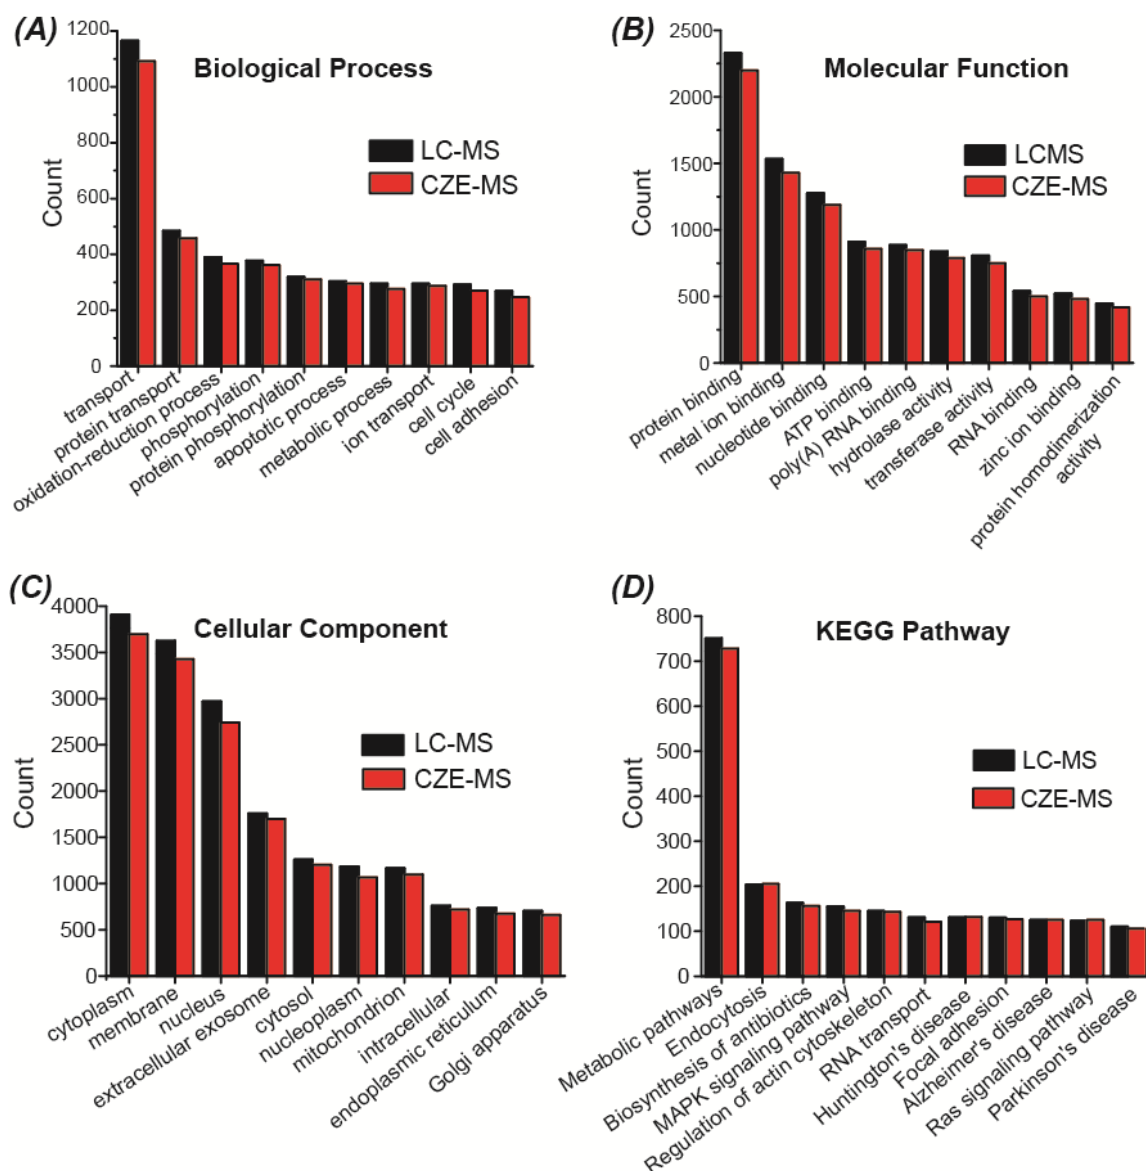 (A)
Biological Process
Count
1200
1000
800
600
400
200
0
LC-MS
CZE-MS
transport
protein transport
oxidation-reduction process
phosphorylation
protein phosphorylation
apoptotic process
metabolic process
ion transport
cell cycle
cell adhesion
(B)
Molecular Function
Count
2500
2000
1500
1000
500
0
LCMS
CZE-MS
protein binding
metal ion binding
nucleotide binding
ATP binding
poly(A) RNA binding
hydrolase activity
transferase activity
RNA binding
zinc ion binding
protein homodimerization
activity
(C)
Cellular Component
Count
4000
3500
3000
2500
2000
1500
1000
500
0
LC-MS
CZE-MS
cytoplasm
membrane
nucleus
extracellular exosome
cytosol
nucleoplasm
mitochondrion
intracellular
endoplasmic reticulum
Golgi apparatus
(D)
KEGG Pathway
Count
800
700
600
500
400
300
200
100
0
LC-MS
CZE-MS
Metabolic pathways
Endocytosis
Biosynthesis of antibiotics
MAPK signaling pathway
Regulation of actin cytoskeleton
RNA transport
Huntington's disease
Focal adhesion
Alzheimer's disease
Ras signaling pathway
Parkinson's disease